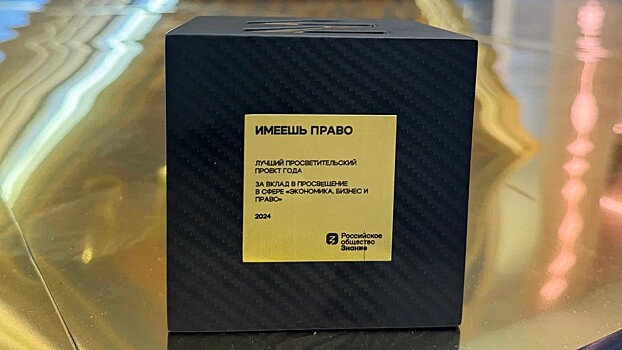 ИМЕЕШЬ ПРАВО
ЛУЧШИЙ ПРОСВЕТИТЕЛЬСКИЙ
ПРОЕКТ ГОДА
ЗА ВКЛАД В ПРОСВЕЩЕНИЕ
В СФЕРЕ «ЭКОНОМИКА, БИЗНЕС И
ПРАВО»
2024
Российское
общество
Знание